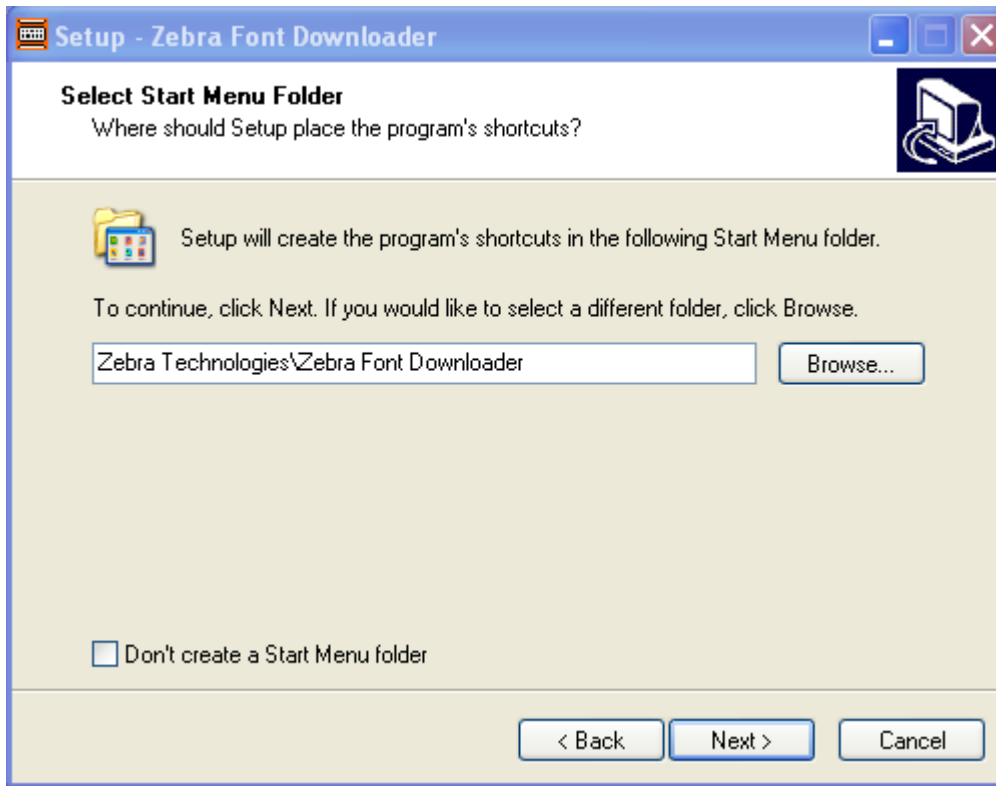 Setup - Zebra Font Downloader
Select Start Menu Folder
Where should Setup place the program's shortcuts?
Setup will create the program's shortcuts in the following Start Menu folder.
To continue, click Next. If you would like to select a different folder, click Browse.
Zebra Technologies\Zebra Font Downloader
Browse...
Don't create a Start Menu folder
< Back
Next >
Cancel